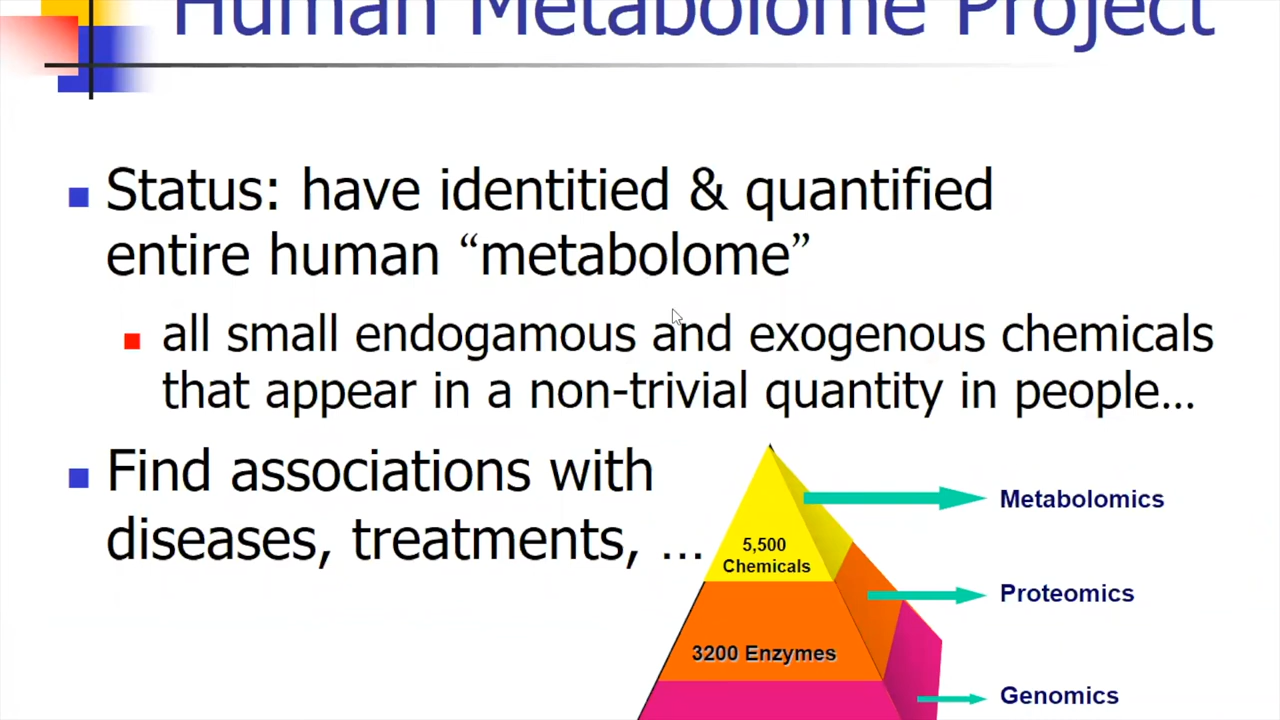 Human Metabolome Project
Status: have identitied & quantified
entire human “metabolome”
all small endogamous and exogenous chemicals
that appear in a non-trivial quantity in people…
Find associations with
diseases, treatments, …
5,500
Chemicals
Metabolomics
Proteomics
3200 Enzymes
Genomics